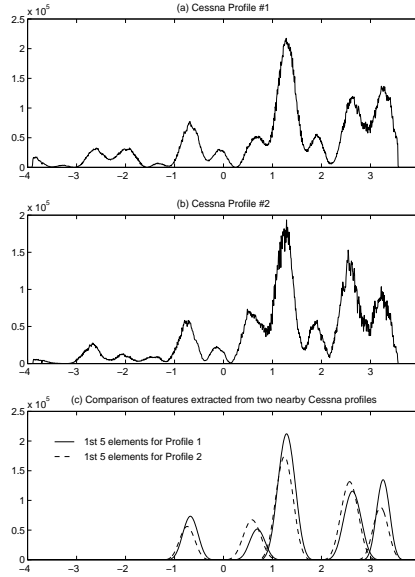 (a) Cessna Profile #1
x 10^5
2.5
2
1.5
1
0.5
0
−4 −3 −2 −1 0 1 2 3
(b) Cessna Profile #2
x 10^5
2
1.5
1
0.5
0
−4 −3 −2 −1 0 1 2 3
(c) Comparison of features extracted from two nearby Cessna profiles
x 10^5
2.5
2
1.5
1
0.5
0
1st 5 elements for Profile 1
1st 5 elements for Profile 2
−4 −3 −2 −1 0 1 2 3